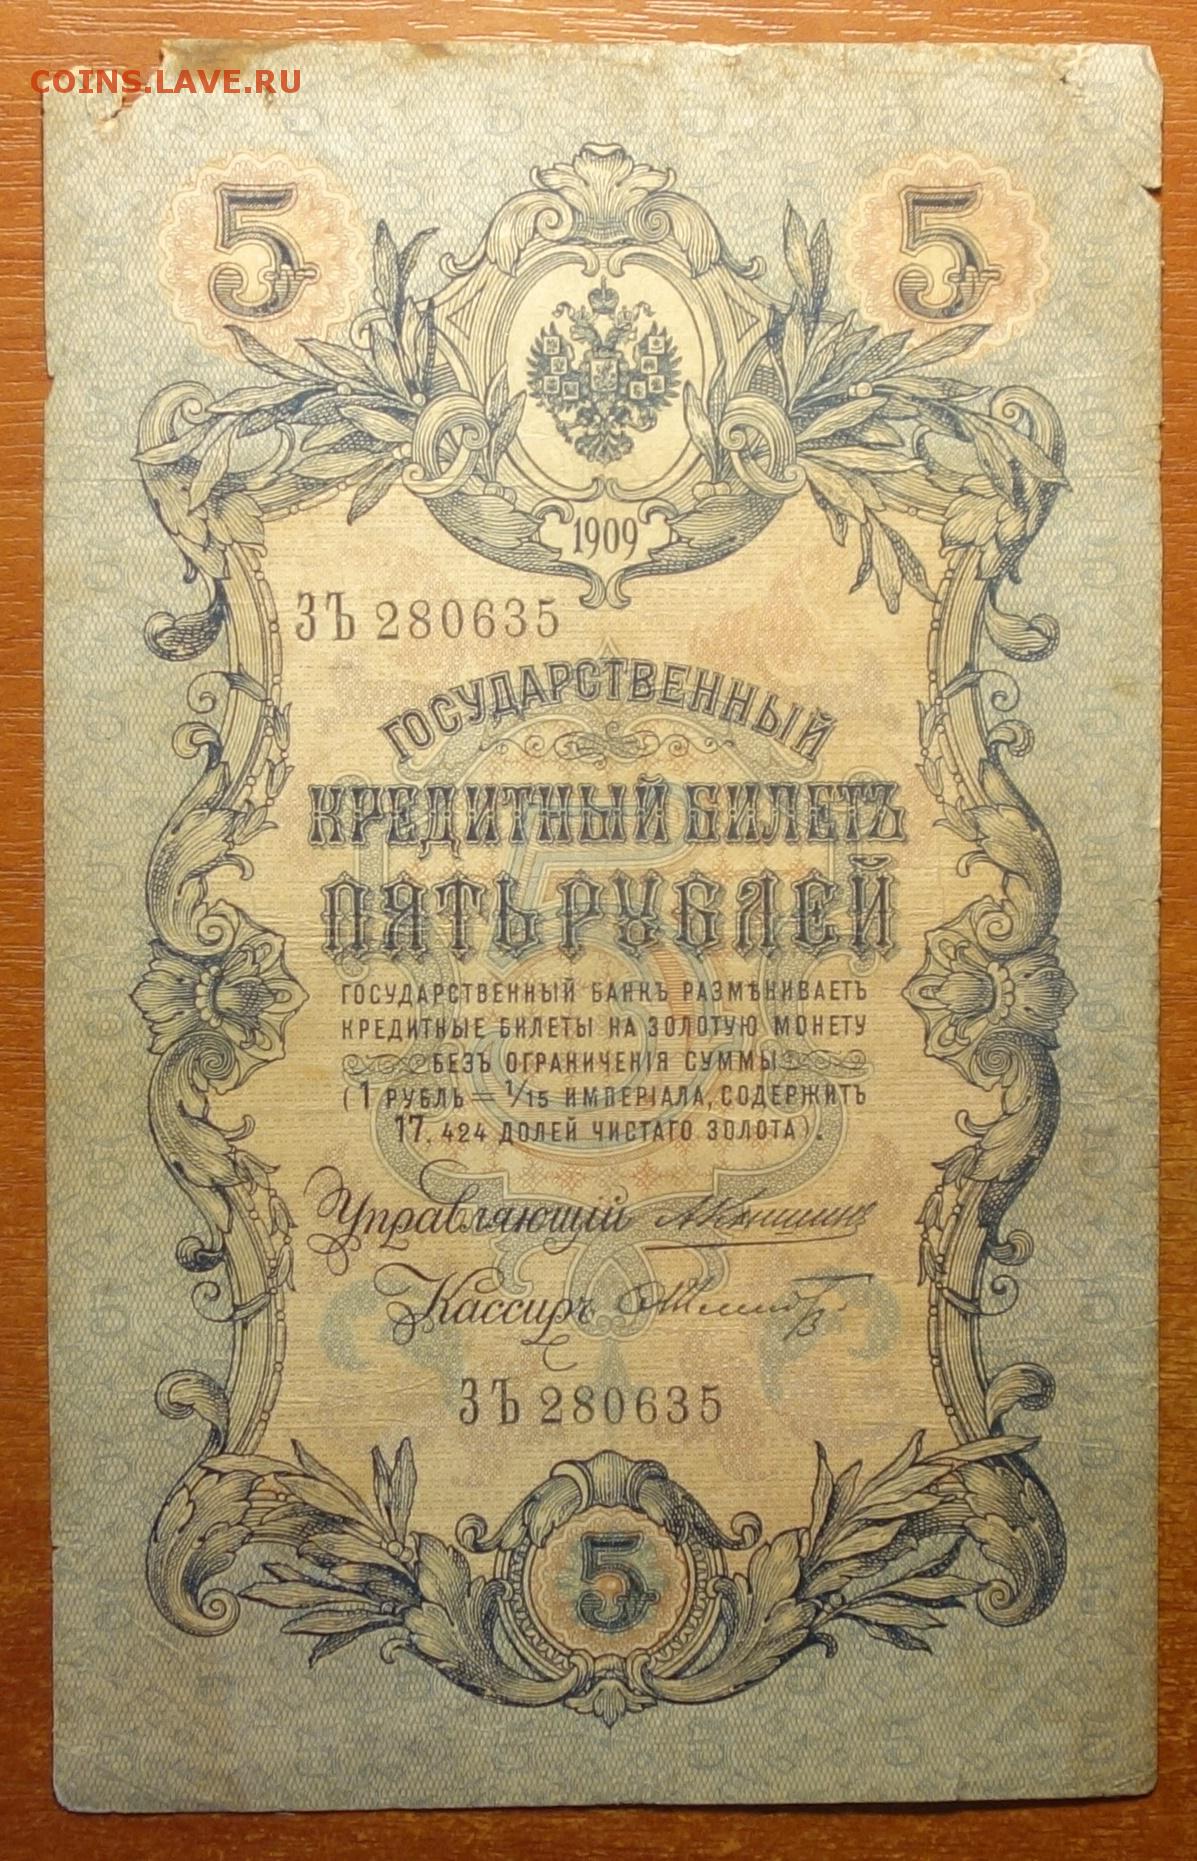 COINS.LAVE.RU
5 5
1909
ЗЪ 280635
ГОСУДАРСТВЕННЫЙ
КРЕДИТНЫЙ БИЛЕТЪ
ПЯТЬ РУБЛЕЙ
ГОСУДАРСТВЕННЫЙ БАНКЪ РАЗМѢНИВАЕТЪ
КРЕДИТНЫЕ БИЛЕТЫ НА ЗОЛОТУЮ МОНЕТУ
БЕЗЪ ОГРАНИЧЕНІЯ СУММЫ
(1 РУБЛЬ = 1/15 ИМПЕРІАЛА, СОДЕРЖИТЪ
17,424 ДОЛЕЙ ЧИСТАГО ЗОЛОТА).
Управляющій
Кассиръ
ЗЪ 280635
5